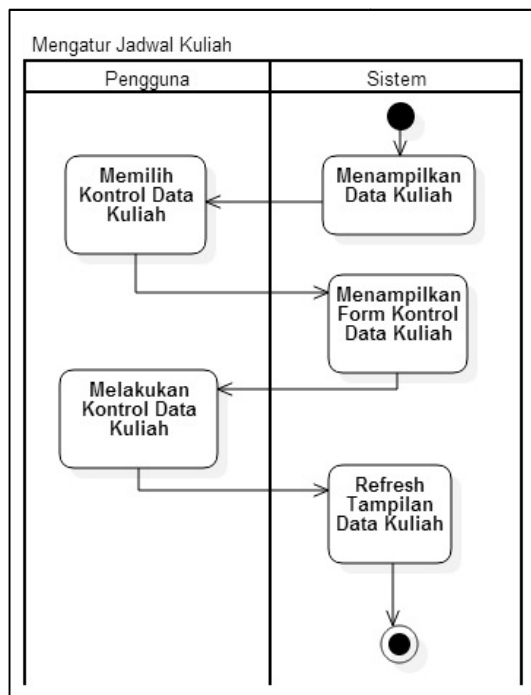 Mengatur Jadwal Kuliah
Pengguna
Sistem
Menampilkan
Data Kuliah
Memilih
Kontrol Data
Kuliah
Menampilkan
Form Kontrol
Data Kuliah
Melakukan
Kontrol Data
Kuliah
Refresh
Tampilan
Data Kuliah